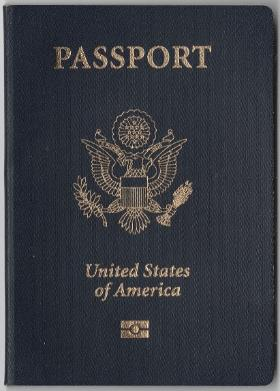 PASSPORT
United States
of America